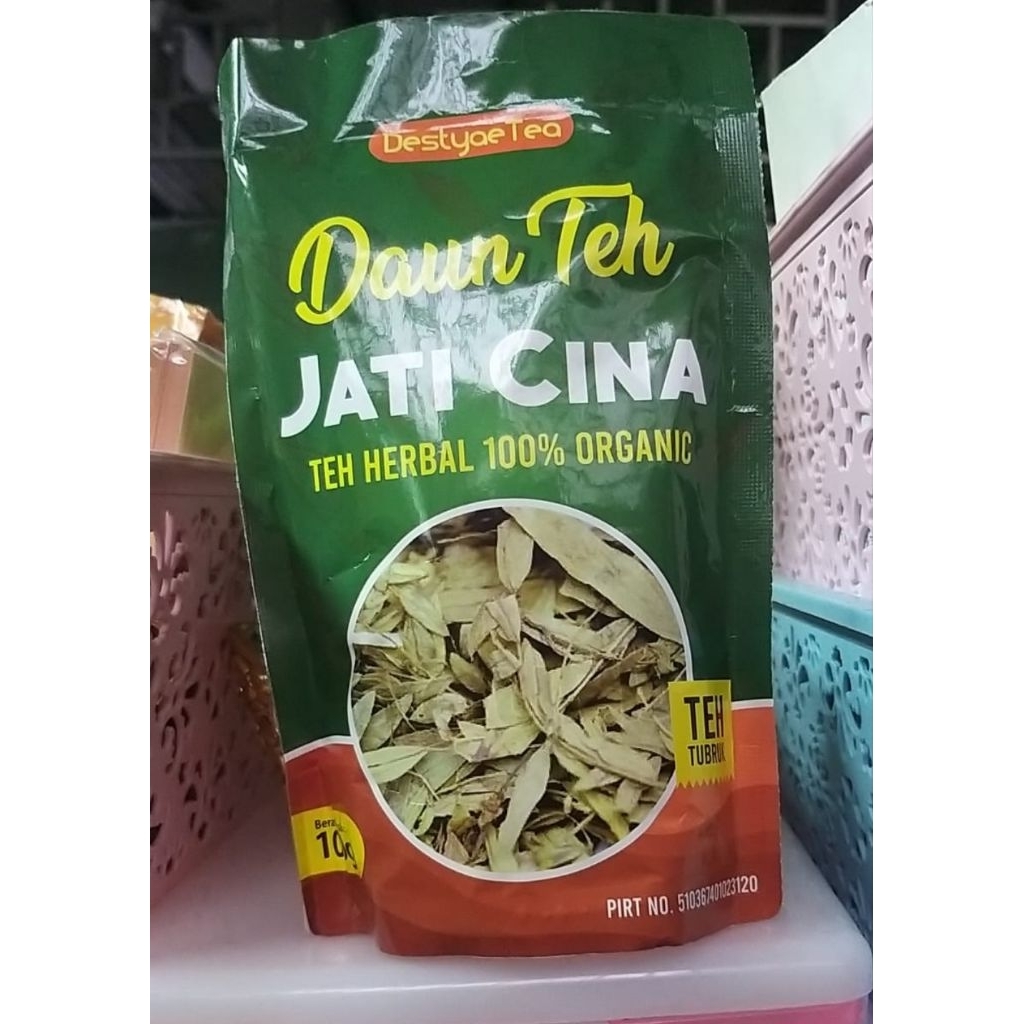 DestyaeTea
Daun Teh
JATI CINA
TEH HERBAL 100% ORGANIC
TEH
TUBRUK
PIRT NO. 510367401023120